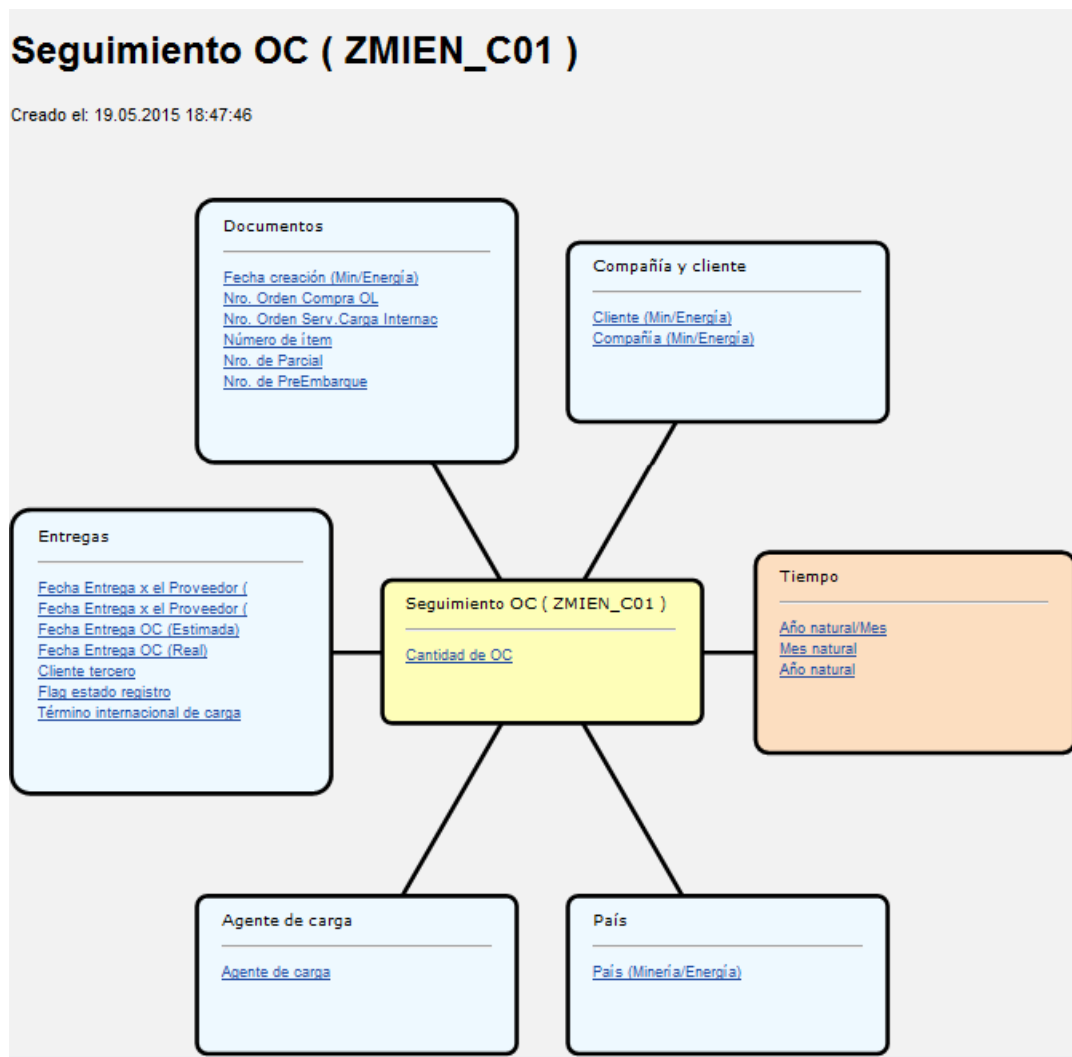 Seguimiento OC ( ZMIEN_C01 )
Creado el: 19.05.2015 18:47:46
Documentos
Fecha creación (Min/Energía)
Nro. Orden Compra OL
Nro. Orden Serv.Carga Internac
Número de ítem
Nro. de Parcial
Nro. de PreEmbarque
Compañía y cliente
Cliente (Min/Energía)
Compañía (Min/Energía)
Entregas
Fecha Entrega x el Proveedor (
Fecha Entrega x el Proveedor (
Fecha Entrega OC (Estimada)
Fecha Entrega OC (Real)
Cliente tercero
Flag estado registro
Término internacional de carga
Seguimiento OC ( ZMIEN_C01 )
Cantidad de OC
Tiempo
Año natural/Mes
Mes natural
Año natural
Agente de carga
Agente de carga
País
País (Minería/Energía)